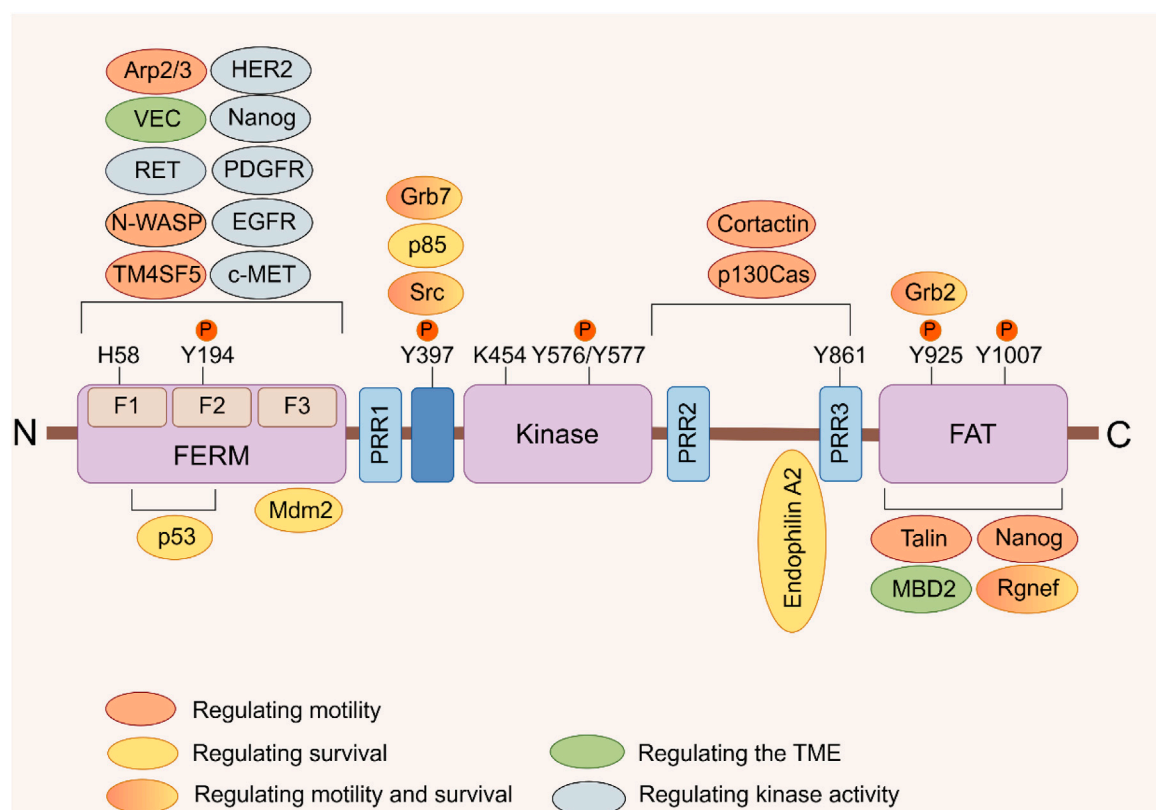 Arp2/3 HER2
VEC Nanog
RET PDGFR
N-WASP EGFR
TM4SF5 c-MET
Grb7
p85
Src
Cortactin
p130Cas
Grb2
P P P P P
H58 Y194 Y397 K454 Y576/Y577 Y861 Y925 Y1007
F1 F2 F3
FERM
N PRR1 Kinase PRR2 PRR3 FAT C
p53 Mdm2
Endophilin A2
Talin Nanog
MBD2 Rgnef
Regulating motility
Regulating survival
Regulating motility and survival
Regulating the TME
Regulating kinase activity